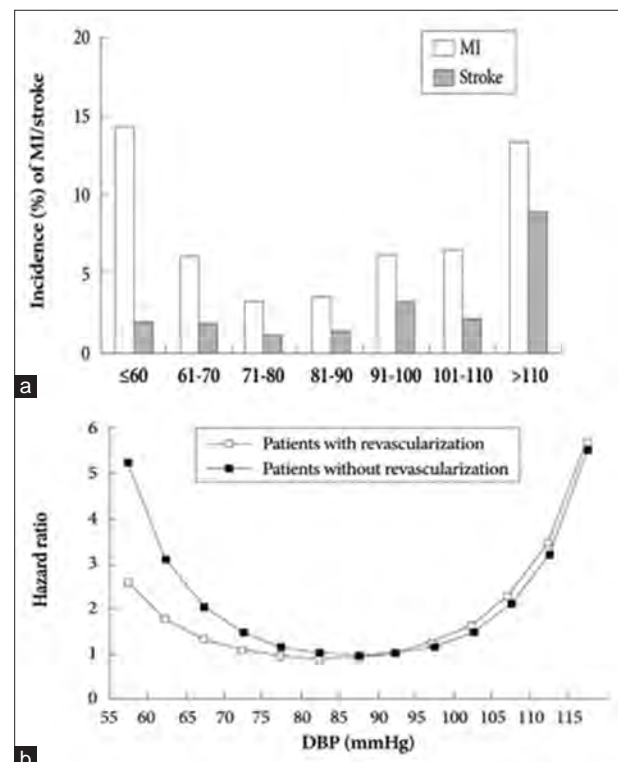 20
15
10
5
0
Incidence (%) of MI/stroke
MI
Stroke
≤60 61-70 71-80 81-90 91-100 101-110 >110
a
6
5
4
3
2
1
0
Hazard ratio
Patients with revascularization
Patients without revascularization
55 60 65 70 75 80 85 90 95 100 105 110 115
DBP (mmHg)
b